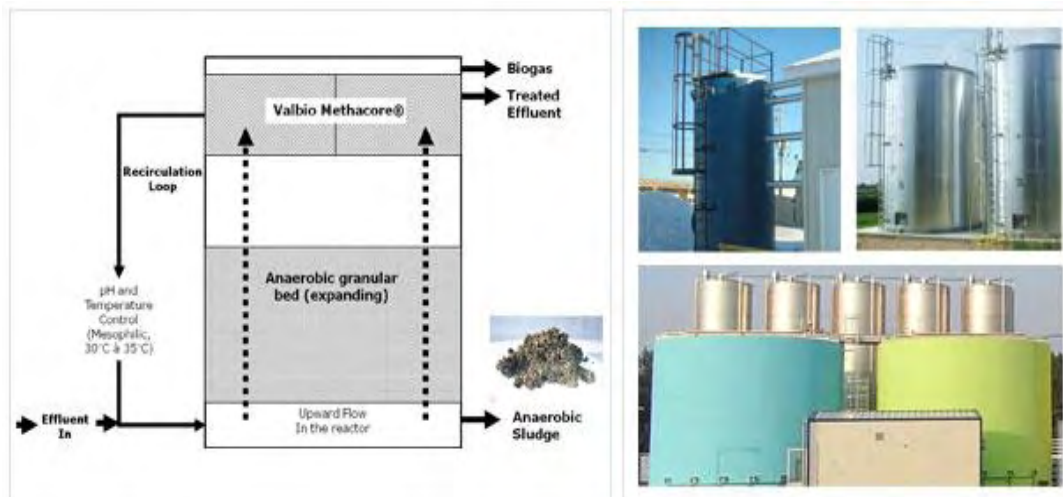 Biogas
Treated
Effluent
Valbio Methacore®
Recirculation
Loop
Anaerobic granular
bed (expanding)
pH and
Temperature
Control
(Mesophilic,
30°C à 35°C)
Effluent
In
Upward Flow
In the reactor
Anaerobic
Sludge